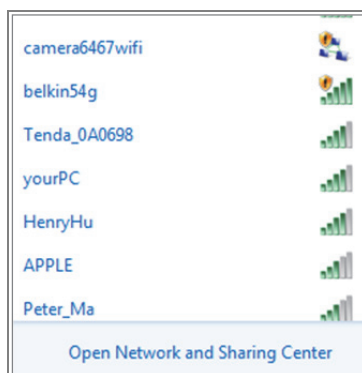 camera6467wifi
belkin54g
Tenda_0A0698
yourPC
HenryHu
APPLE
Peter_Ma
Open Network and Sharing Center